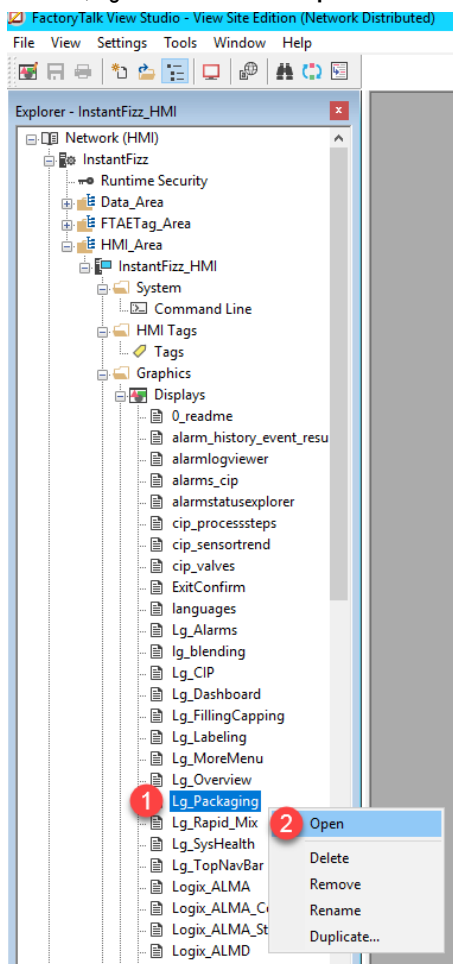 FactoryTalk View Studio - View Site Edition (Network Distributed)
File View Settings Tools Window Help
Explorer - InstantFizz_HMI
x
Network (HMI)
InstantFizz
Runtime Security
Data_Area
FTAETag_Area
HMI_Area
InstantFizz_HMI
System
Command Line
HMI Tags
Tags
Graphics
Displays
0_readme
alarm_history_event_resu
alarmlogviewer
alarms_cip
alarmstatusexplorer
cip_processsteps
cip_sensortrend
cip_valves
ExitConfirm
languages
Lg_Alarms
lg_blending
Lg_CIP
Lg_Dashboard
Lg_FillingCapping
Lg_Labeling
Lg_MoreMenu
Lg_Overview
1 Lg_Packaging
Lg_Rapid_Mix 2 Open
Lg_SysHealth
Lg_TopNavBar Delete
Logix_ALMA Remove
Logix_ALMA_Co Rename
Logix_ALMA_St Duplicate...
Logix_ALMD